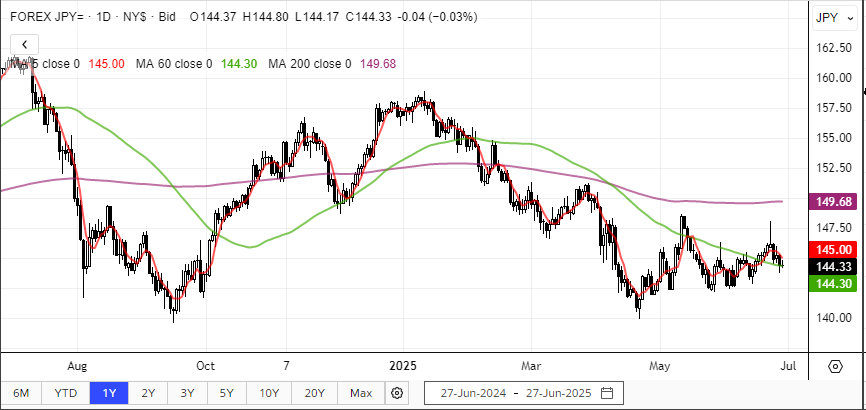 FOREX JPY= · 1D · NY$ · Bid O144.37 H144.80 L144.17 C144.33 -0.04 (−0.03%)
JPY
MA 5 close 0 145.00 MA 60 close 0 144.30 MA 200 close 0 149.68
162.50
160.00
157.50
155.00
152.50
149.68
147.50
145.00
144.33
144.30
140.00
Aug Oct 7 2025 Mar May Jul
6M YTD 1Y 2Y 3Y 5Y 10Y 20Y Max 27-Jun-2024 - 27-Jun-2025